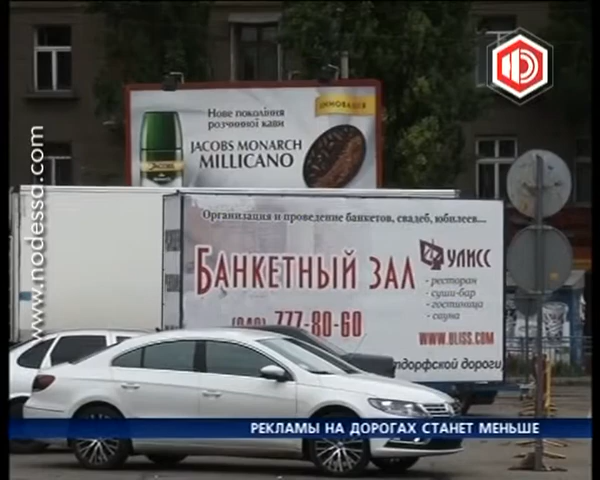 Нове покоління
розчинної кави
JACOBS MONARCH
MILLICANO
ІННОВАЦІЯ
JACOBS
Организация и проведение банкетов, свадеб, юбилеев...
БАНКЕТНЫЙ ЗАЛ
УЛИСС
- ресторан
- суши-бар
- гостиница
- сауна
777-80-60
WWW.ULISS.COM
дорфской дороги
www.nodessa.com
РЕКЛАМЫ НА ДОРОГАХ СТАНЕТ МЕНЬШЕ